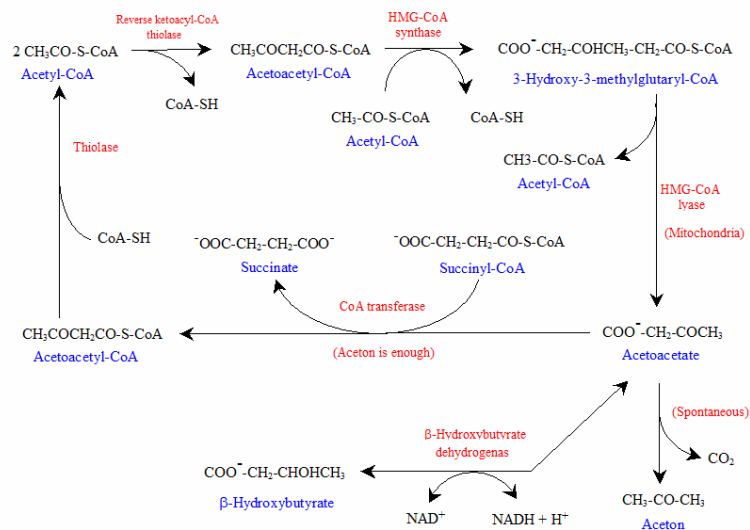 Reverse ketoacyl-CoA
thiolase
HMG-CoA
synthase
2 CH₃CO-S-CoA
Acetyl-CoA
CoA-SH
CH₃COCH₂CO-S-CoA
Acetoacetyl-CoA
CH₃-CO-S-CoA
Acetyl-CoA
CoA-SH
COO⁻-CH₂-COHCH₃-CH₂-CO-S-CoA
3-Hydroxy-3-methylglutaryl-CoA
CH3-CO-S-CoA
Acetyl-CoA
HMG-CoA
lyase
(Mitochondria)
Thiolase
CoA-SH
⁻OOC-CH₂-CH₂-COO⁻
Succinate
⁻OOC-CH₂-CH₂-CO-S-CoA
Succinyl-CoA
CoA transferase
(Aceton is enough)
CH₃COCH₂CO-S-CoA
Acetoacetyl-CoA
COO⁻-CH₂-COCH₃
Acetoacetate
(Spontaneous)
CO₂
β-Hydroxybutyrate
dehydrogenas
COO⁻-CH₂-CHOHCH₃
β-Hydroxybutyrate
NAD⁺
NADH + H⁺
CH₃-CO-CH₃
Aceton